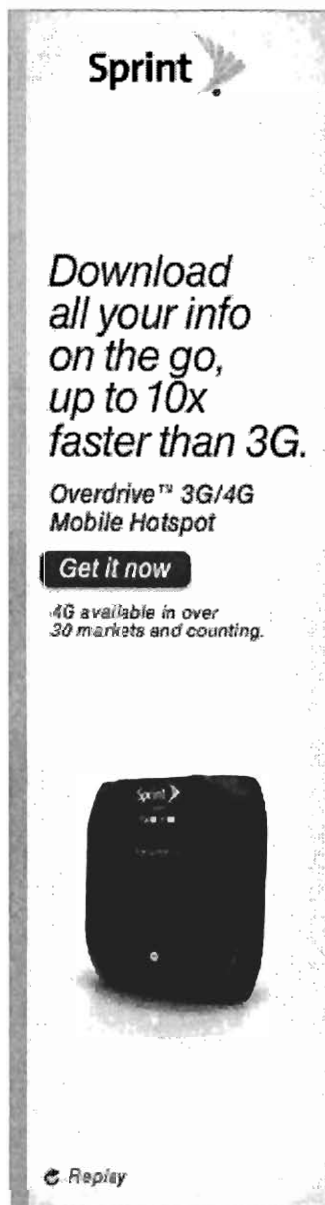 Sprint
Download
all your info
on the go,
up to 10x
faster than 3G.
Overdrive™ 3G/4G
Mobile Hotspot
Get it now
4G available in over
30 markets and counting.
Sprint
Replay